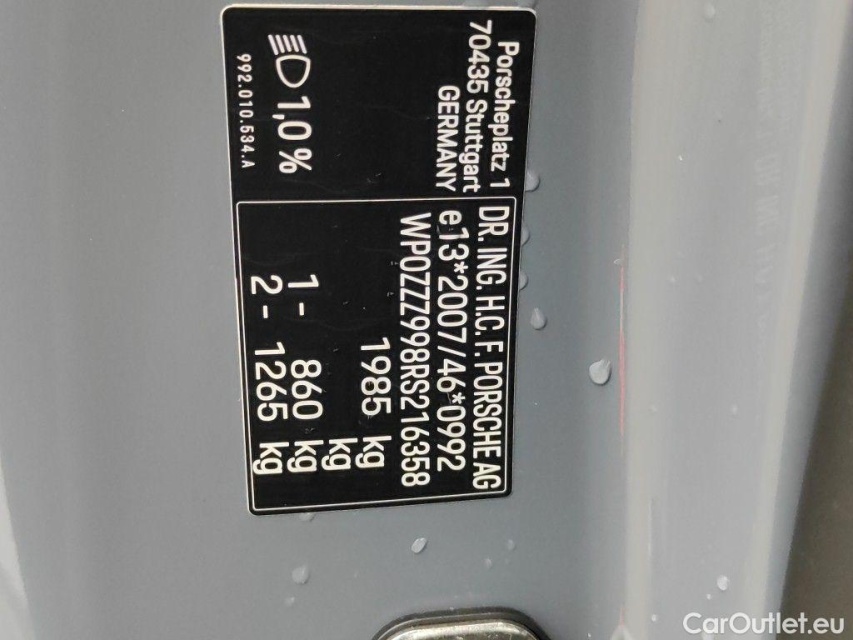 Porscheplatz 1
70435 Stuttgart
GERMANY
1,0 %
992.010.534.A
DR. ING. H.C. F. PORSCHE AG
e13*2007/46*0992
WP0ZZZ998RS216358
1985 kg
kg
1- 860 kg
2- 1265 kg
CarOutlet.eu